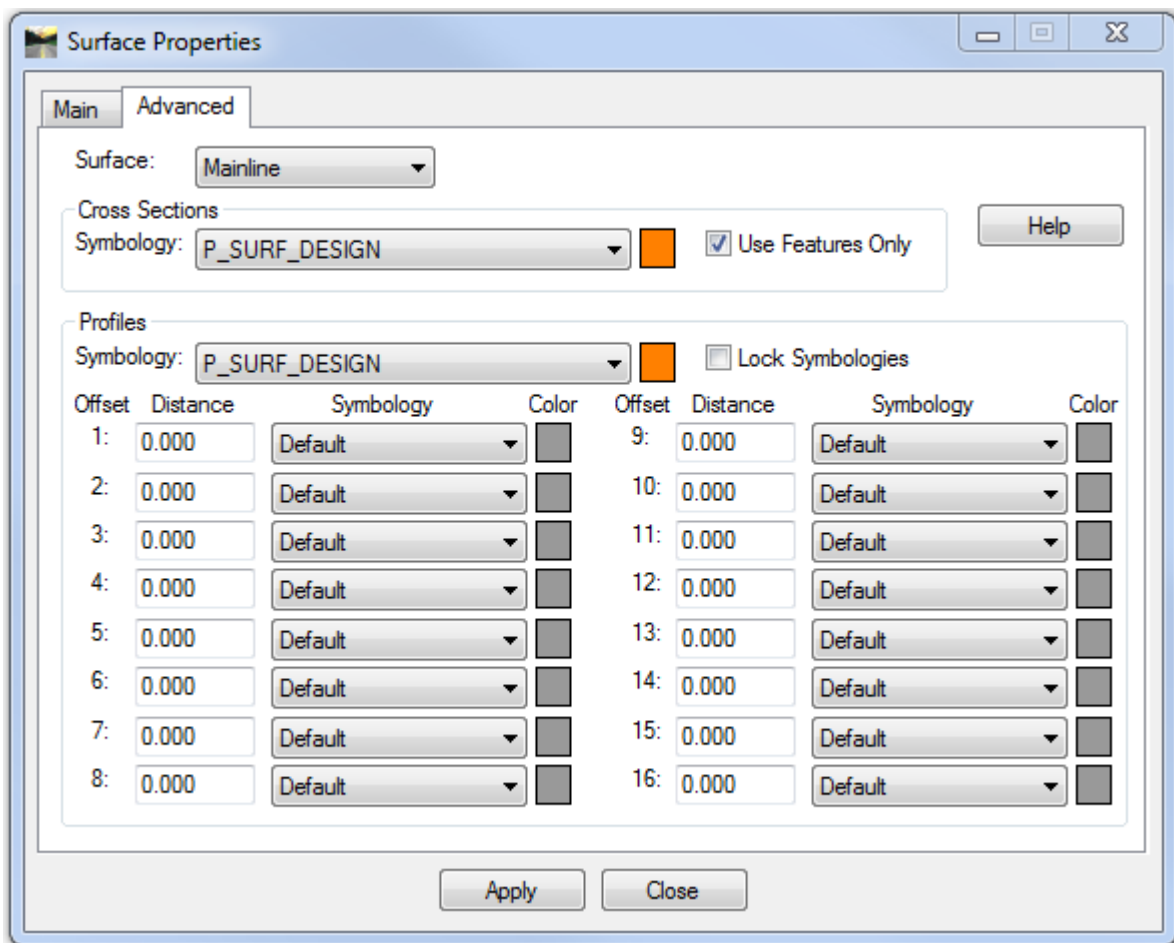 Surface Properties
Main Advanced
Surface: Mainline
Cross Sections
Symbology: P_SURF_DESIGN Use Features Only Help
Profiles
Symbology: P_SURF_DESIGN Lock Symbologies
Offset Distance Symbology Color Offset Distance Symbology Color
1: 0.000 Default 9: 0.000 Default
2: 0.000 Default 10: 0.000 Default
3: 0.000 Default 11: 0.000 Default
4: 0.000 Default 12: 0.000 Default
5: 0.000 Default 13: 0.000 Default
6: 0.000 Default 14: 0.000 Default
7: 0.000 Default 15: 0.000 Default
8: 0.000 Default 16: 0.000 Default
Apply Close